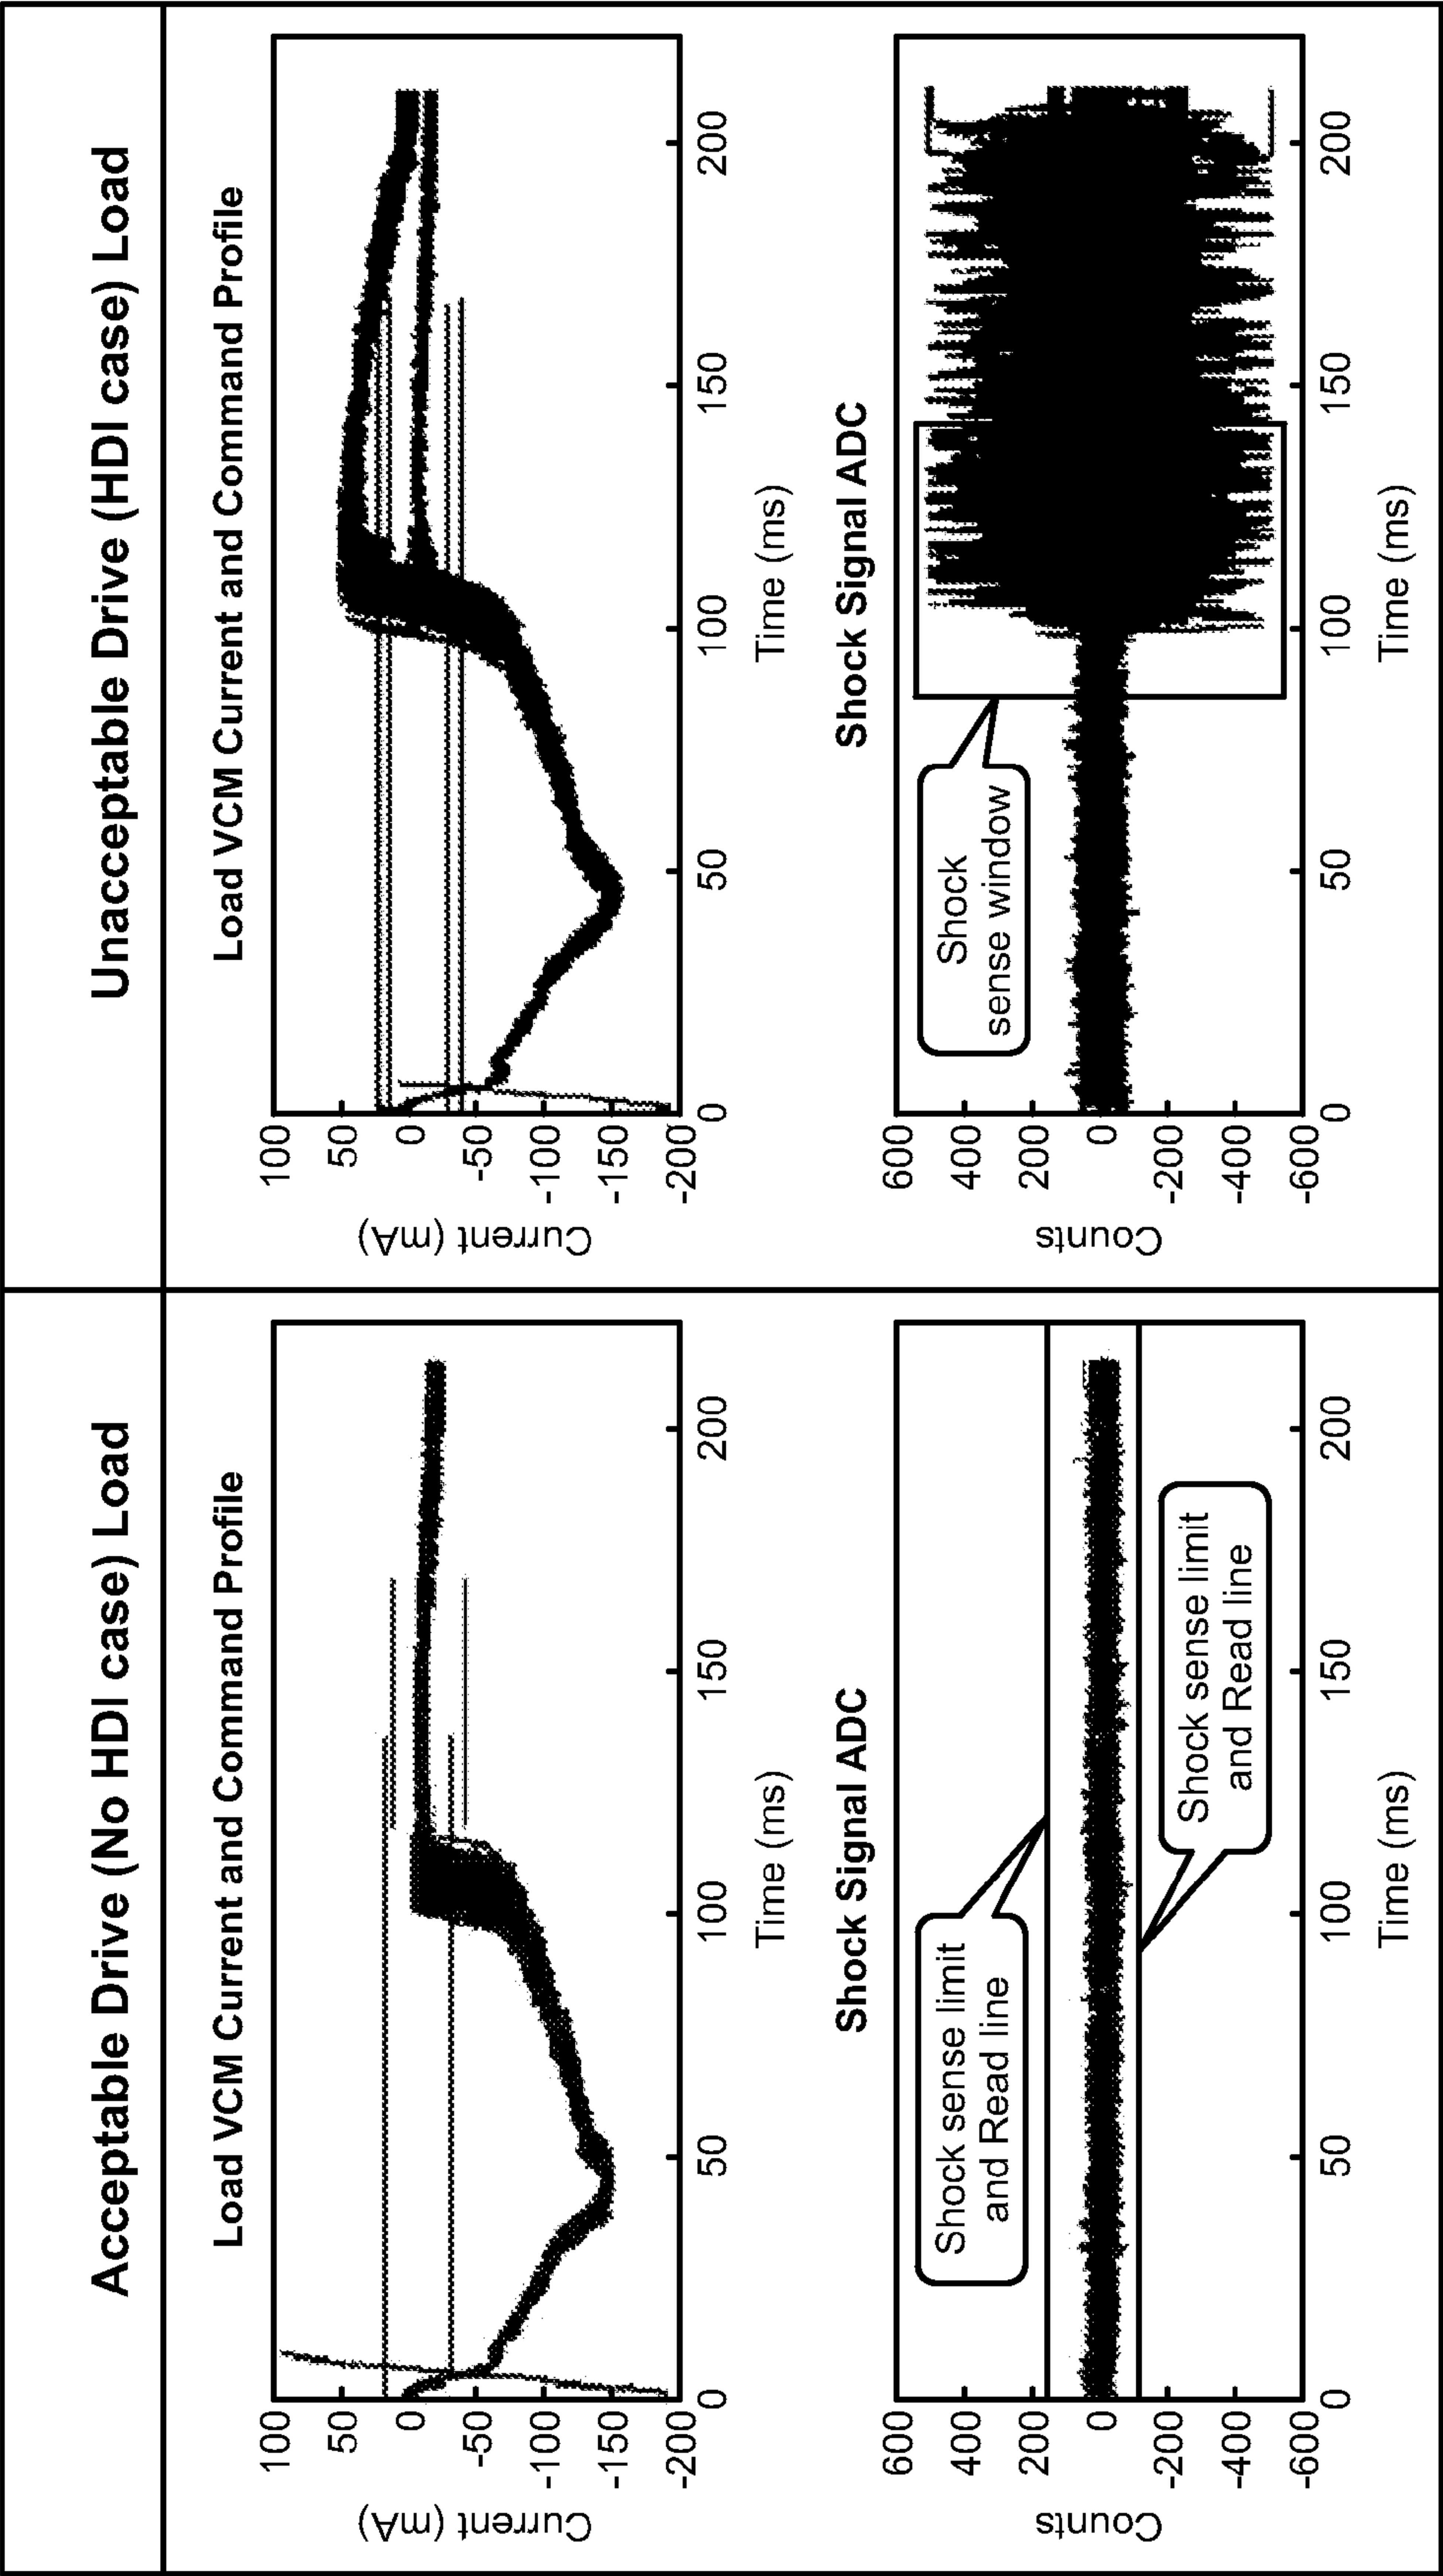 Acceptable Drive (No HDI case) Load
Load VCM Current and Command Profile
Current (mA)
100
50
0
-50
-100
-150
-200
0
50
100
150
200
Time (ms)
Shock Signal ADC
Counts
600
400
200
0
-200
-400
-600
Shock sense limit
and Read line
Shock sense limit
and Read line
0
50
100
150
200
Time (ms)
Unacceptable Drive (HDI case) Load
Load VCM Current and Command Profile
Current (mA)
100
50
0
-50
-100
-150
-200
0
50
100
150
200
Time (ms)
Shock Signal ADC
Counts
600
400
200
0
-200
-400
-600
Shock
sense window
0
50
100
150
200
Time (ms)